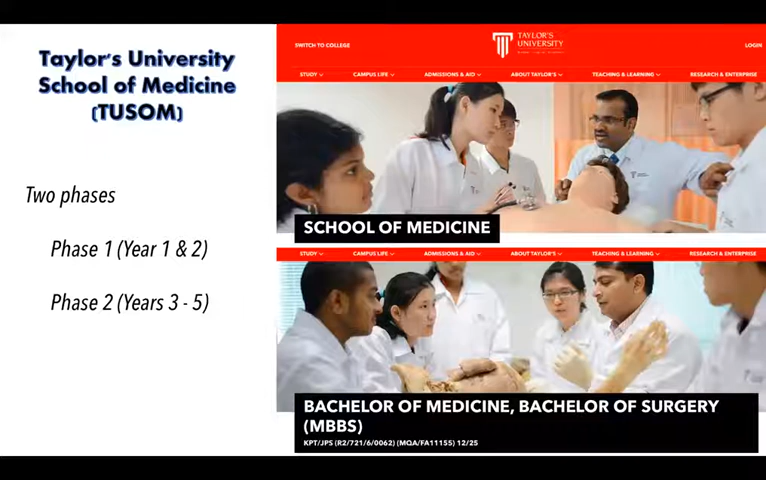 Taylor's University
School of Medicine
(TUSOM)
Two phases
Phase 1 (Year 1 & 2)
Phase 2 (Years 3 - 5)
SWITCH TO COLLEGE
TAYLOR'S
UNIVERSITY
LOGIN
STUDY CAMPUS LIFE ADMISSIONS & AID ABOUT TAYLOR'S TEACHING & LEARNING RESEARCH & ENTERPRISE
SCHOOL OF MEDICINE
STUDY CAMPUS LIFE ADMISSIONS & AID ABOUT TAYLOR'S TEACHING & LEARNING RESEARCH & ENTERPRISE
BACHELOR OF MEDICINE, BACHELOR OF SURGERY
(MBBS)
KPT/JPS (R2/721/6/0062) (MQA/FA11155) 12/25